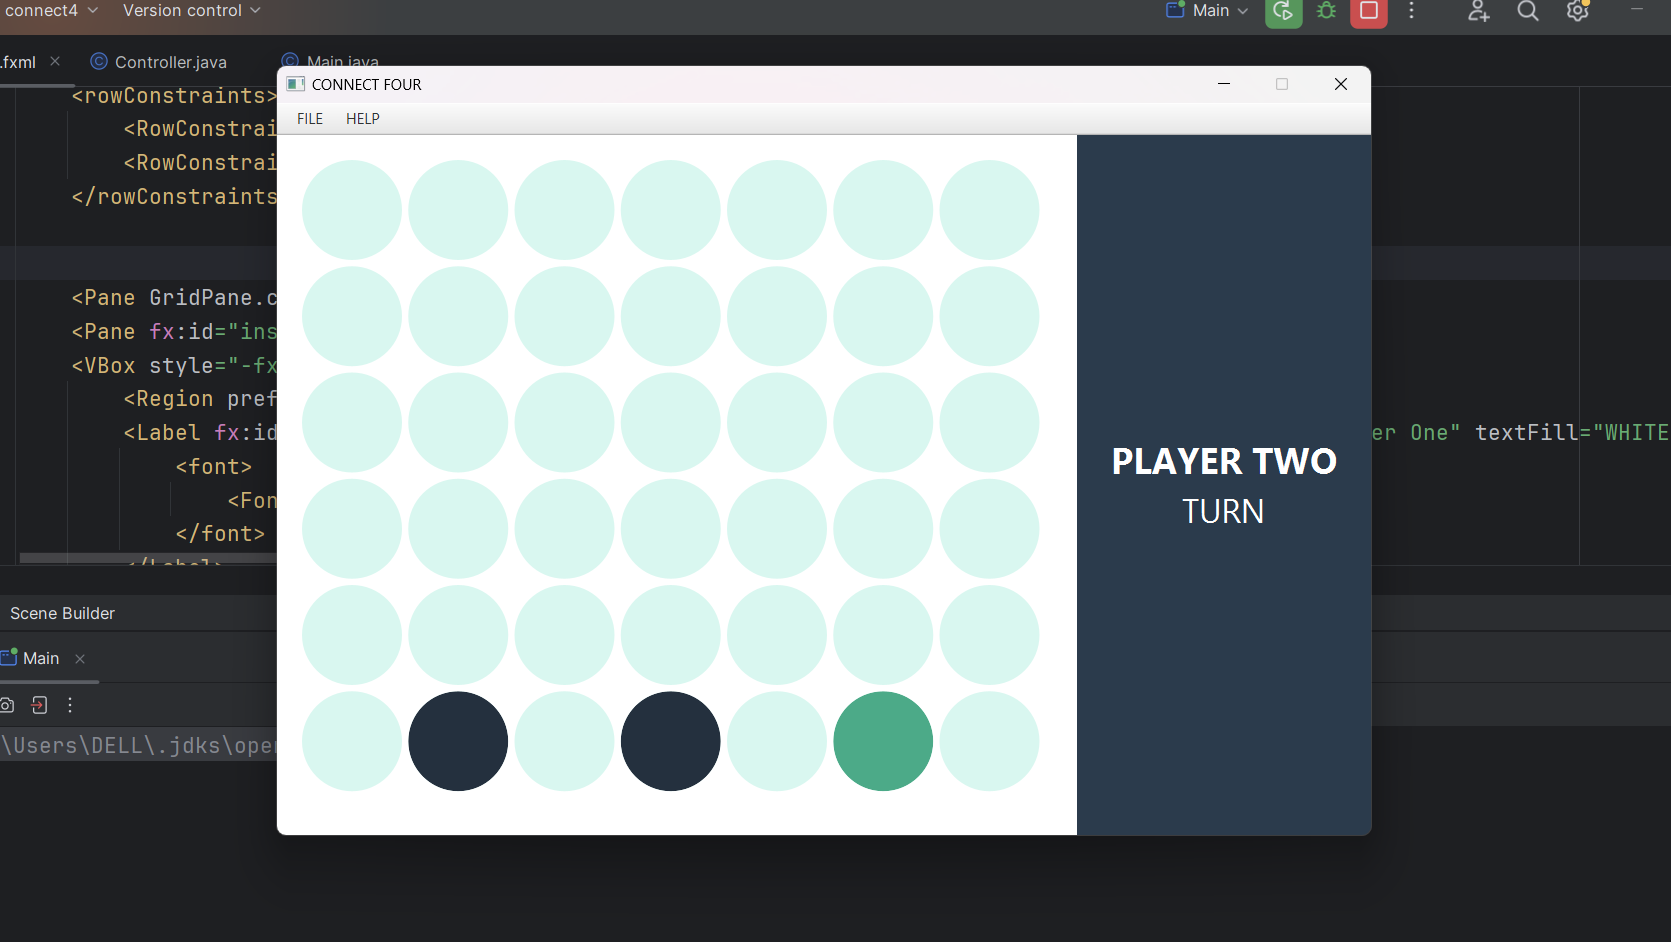 connect4 Version control Main
.fxml Controller.java Main.java
CONNECT FOUR
FILE HELP
<rowConstraints>
<RowConstrai
<RowConstrai
</rowConstraints
<Pane GridPane.c
<Pane fx:id="ins
<VBox style="-fx
<Region pref
<Label fx:id er One" textFill="WHITE
<font>
<Fon
</font>
</Label>
PLAYER TWO
TURN
Scene Builder
Main
\Users\DELL\.jdks\open